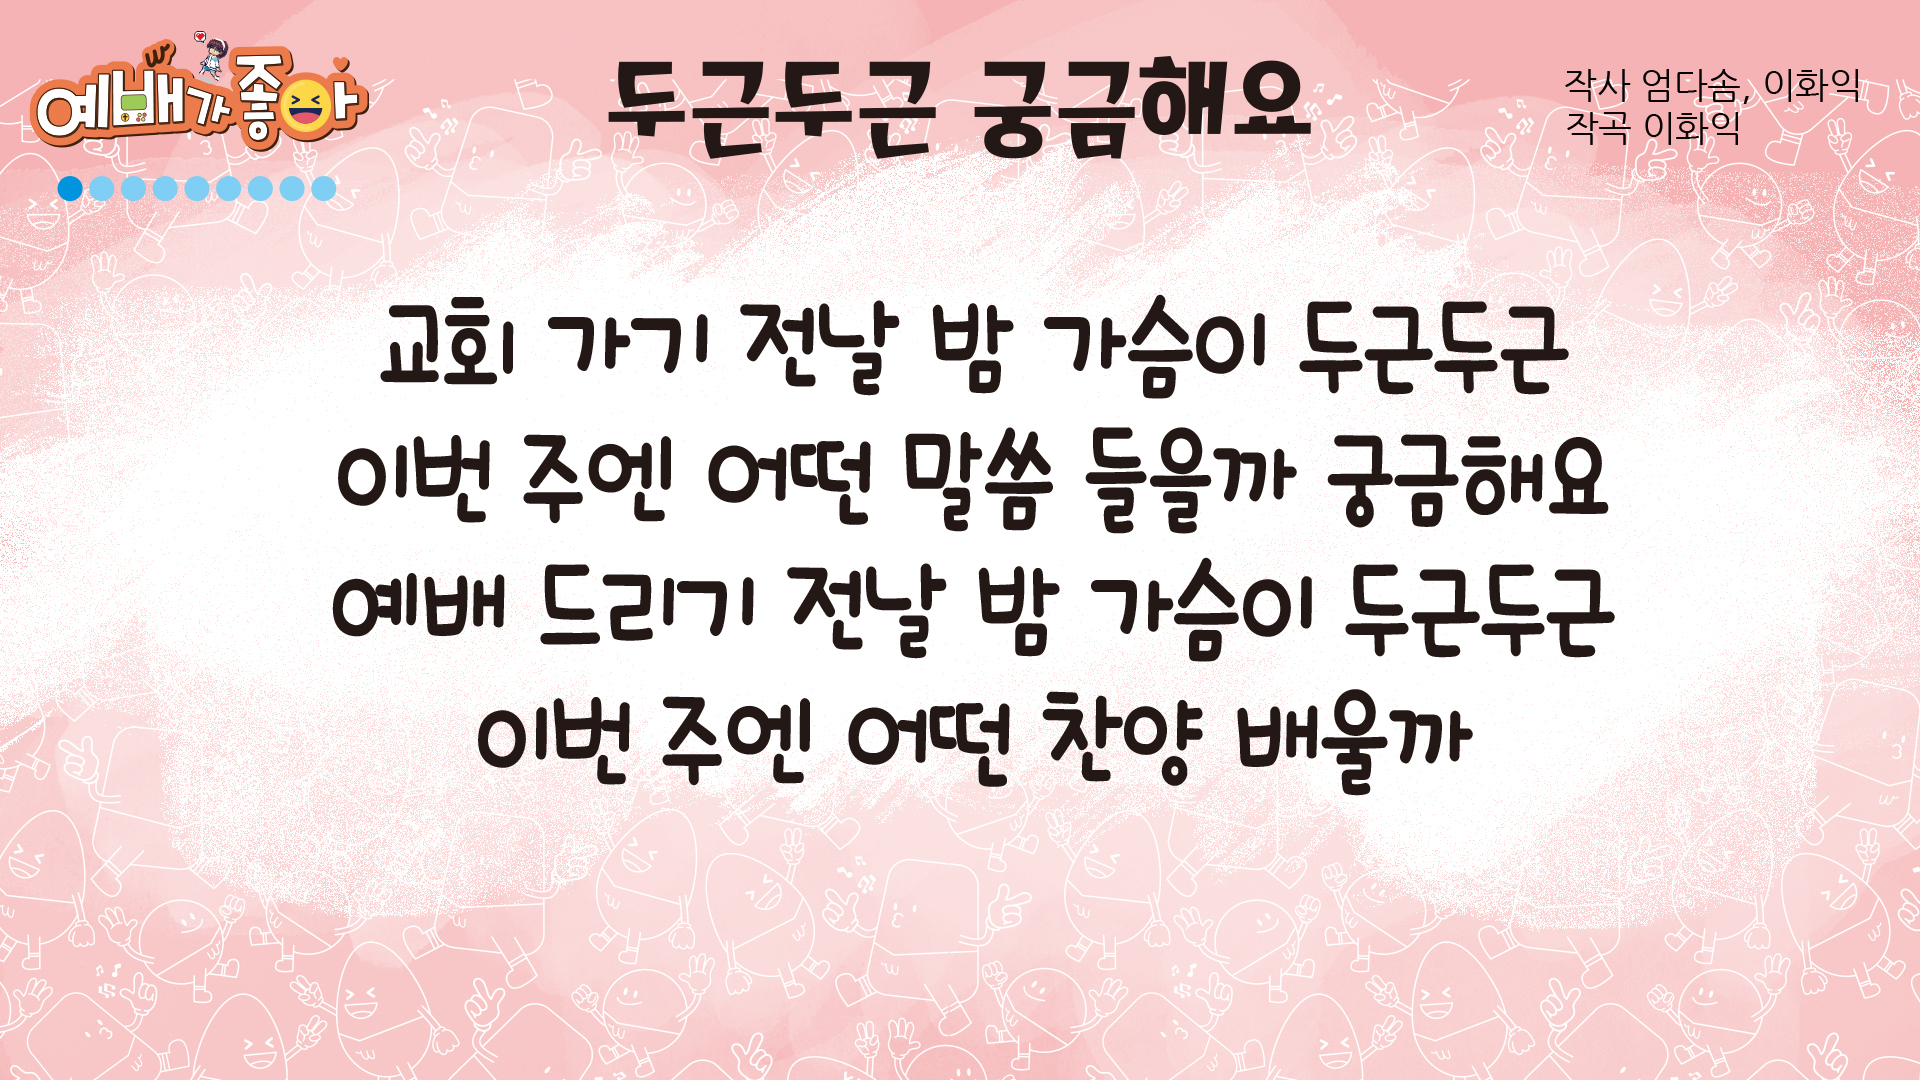 예배가 좋아
두근두근 궁금해요
작사 엄다솜, 이화익
작곡 이화익
교회 가기 전날 밤 가슴이 두근두근
이번 주엔 어떤 말씀 들을까 궁금해요
예배 드리기 전날 밤 가슴이 두근두근
이번 주엔 어떤 찬양 배울까